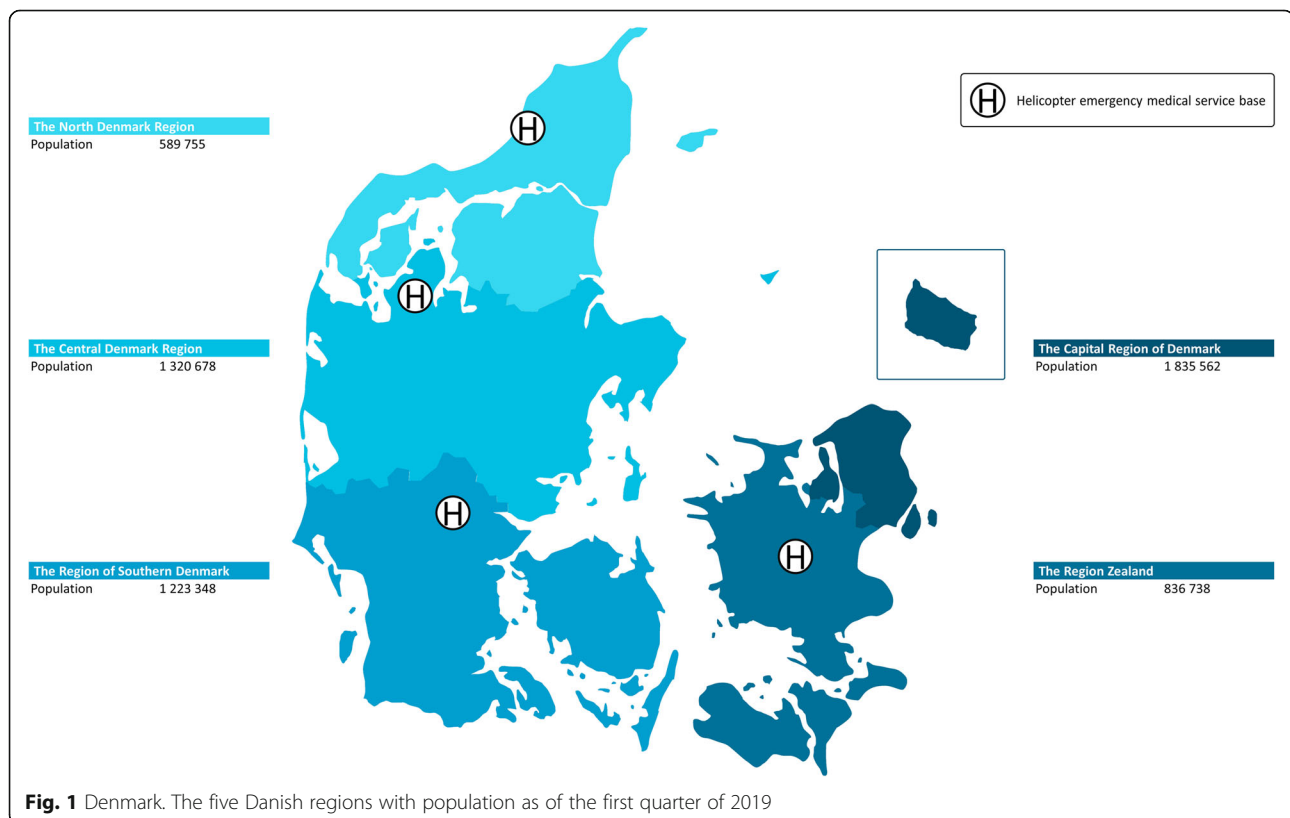 Ⓗ Helicopter emergency medical service base
The North Denmark Region
Population 589 755
H
H
The Central Denmark Region
Population 1 320 678
The Capital Region of Denmark
Population 1 835 562
H
H
The Region of Southern Denmark
Population 1 223 348
The Region Zealand
Population 836 738
Fig. 1 Denmark. The five Danish regions with population as of the first quarter of 2019